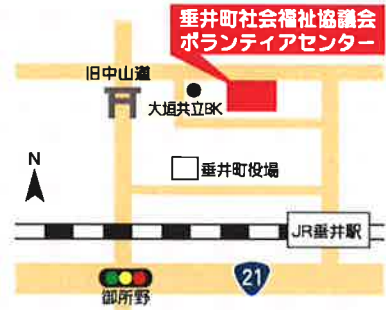 垂井町社会福祉協議会
ボランティアセンター
旧中山道
大垣共立BK
N
垂井町役場
JR垂井駅
御所野
21